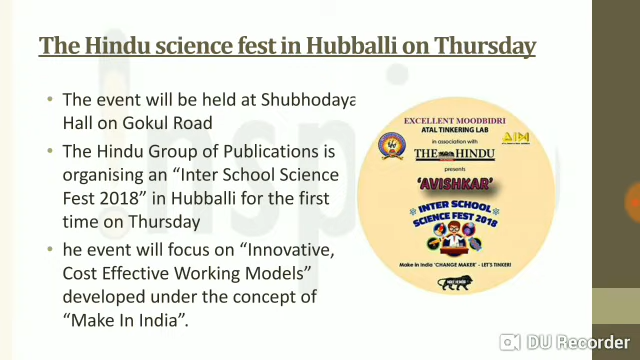 The Hindu science fest in Hubballi on Thursday
• The event will be held at Shubhodaya
Hall on Gokul Road
• The Hindu Group of Publications is
organising an “Inter School Science
Fest 2018” in Hubballi for the first
time on Thursday
• he event will focus on “Innovative,
Cost Effective Working Models”
developed under the concept of
“Make In India”.
EXCELLENT MOODBIDRI
ATAL TINKERING LAB
in association with
THE HINDU
presents
‘AVISHKAR’
INTER SCHOOL
SCIENCE FEST 2018
Make in India ‘CHANGE MAKER’ - LET'S TINKER!
MAKE IN INDIA
DU Recorder